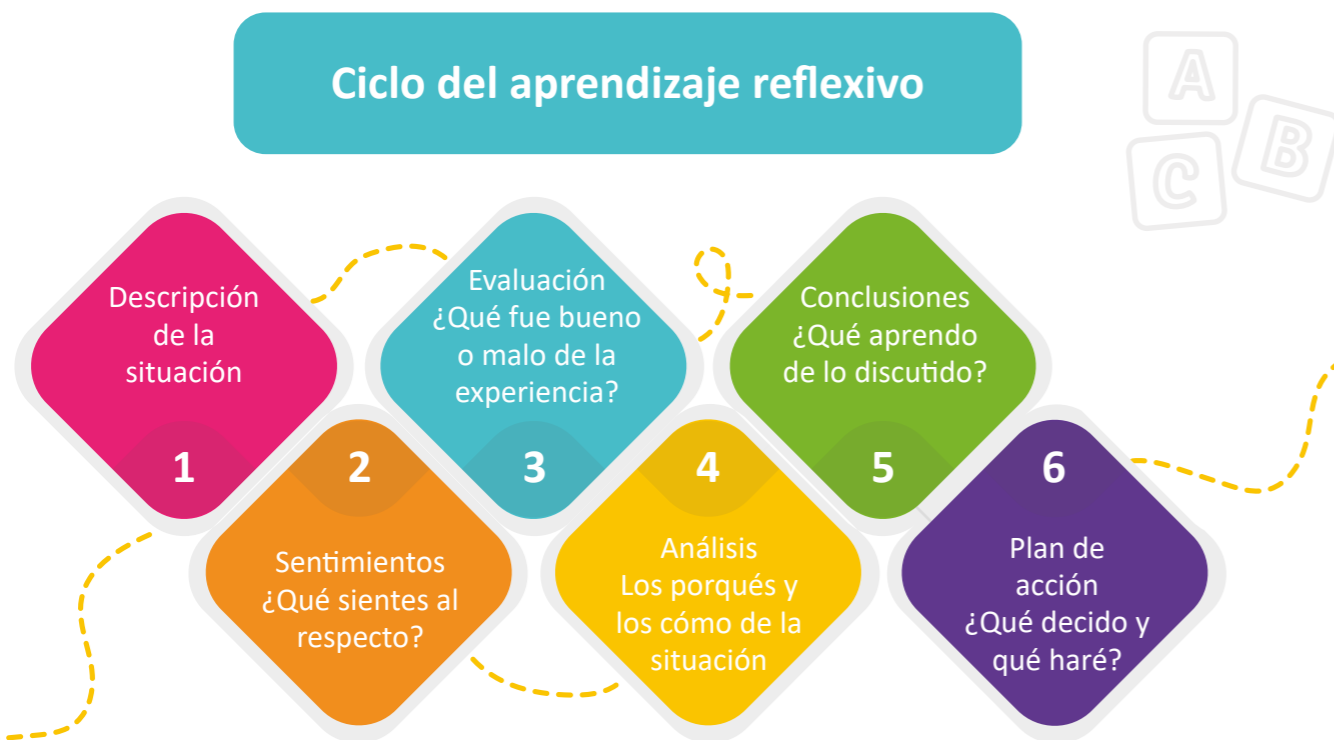 Ciclo del aprendizaje reflexivo
A
B
C
Descripción
de la
situación
1
2
Sentimientos
¿Qué sientes al
respecto?
Evaluación
¿Qué fue bueno
o malo de la
experiencia?
3
4
Análisis
Los porqués y
los cómo de la
situación
Conclusiones
¿Qué aprendo
de lo discutido?
5
6
Plan de
acción
¿Qué decido y
qué haré?